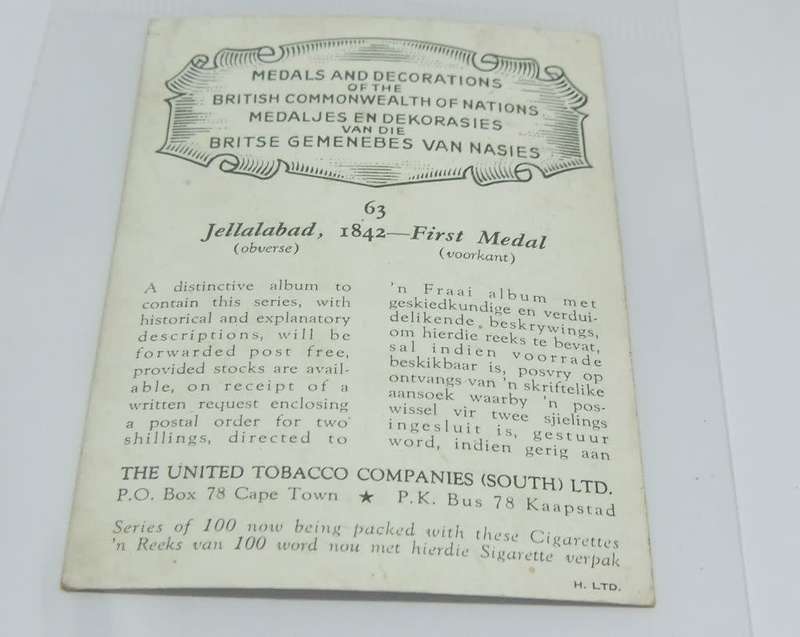 MEDALS AND DECORATIONS
OF THE
BRITISH COMMONWEALTH OF NATIONS
MEDALJES EN DEKORASIES
VAN DIE
BRITSE GEMENEBES VAN NASIES
63
Jellalabad, 1842—First Medal
(obverse) (voorkant)
A distinctive album to
contain this series, with
historical and explanatory
descriptions, will be
forwarded post free,
provided stocks are avail-
able, on receipt of a
written request enclosing
a postal order for two
shillings, directed to
'n Fraai album met
geskiedkundige en verdui-
delikende beskrywings,
om hierdie reeks te bevat,
sal indien voorrade
beskikbaar is, posvry op
ontvangs van 'n skriftelike
aansoek waarby 'n pos-
wissel vir twee sjielings
ingesluit is, gestuur
word, indien gerig aan
THE UNITED TOBACCO COMPANIES (SOUTH) LTD.
P.O. Box 78 Cape Town ★ P.K. Bus 78 Kaapstad
Series of 100 now being packed with these Cigarettes
'n Reeks van 100 word nou met hierdie Sigarette verpak
H. LTD.